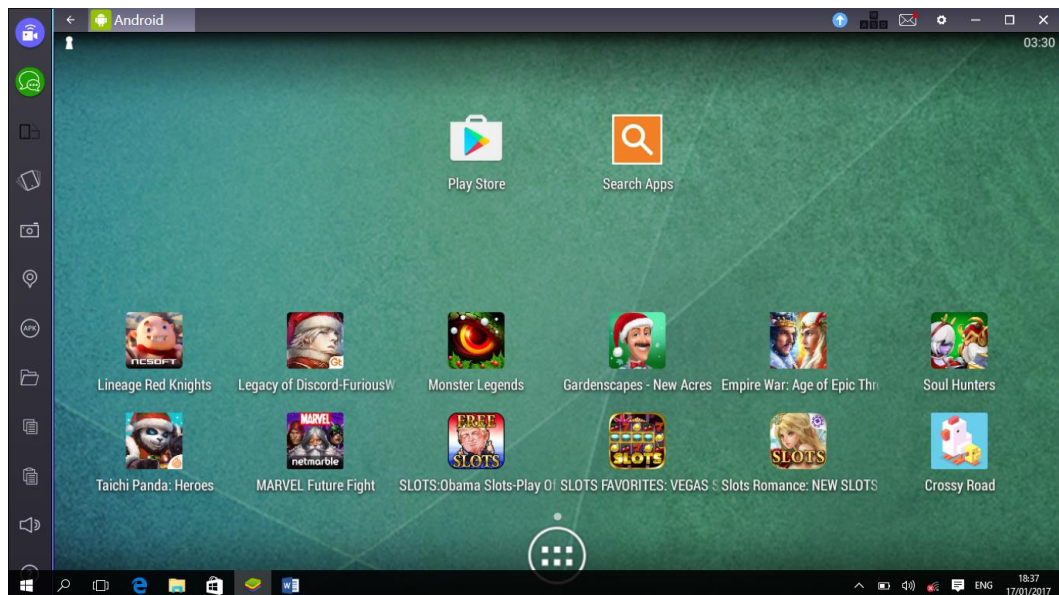 Android
W
A S D
03:30
Play Store
Search Apps
APK
NCSOFT
Lineage Red Knights
Legacy of Discord-FuriousW
Monster Legends
Gardenscapes - New Acres
Empire War: Age of Epic Thr
Soul Hunters
MARVEL
netmarble
FREE
SLOTS
SLOTS
SLOTS
Taichi Panda: Heroes
MARVEL Future Fight
SLOTS:Obama Slots-Play Of
SLOTS FAVORITES: VEGAS S
Slots Romance: NEW SLOTS
Crossy Road
ENG
18:37
17/01/2017